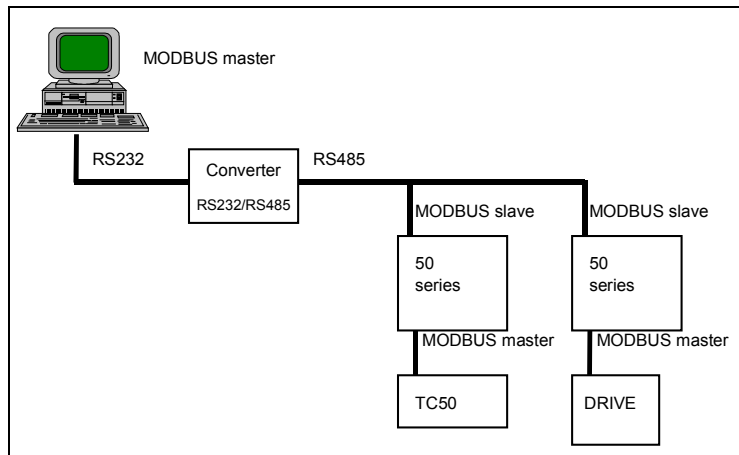 MODBUS master
RS232
Converter
RS232/RS485
RS485
MODBUS slave
MODBUS slave
50
series
50
series
MODBUS master
MODBUS master
TC50
DRIVE